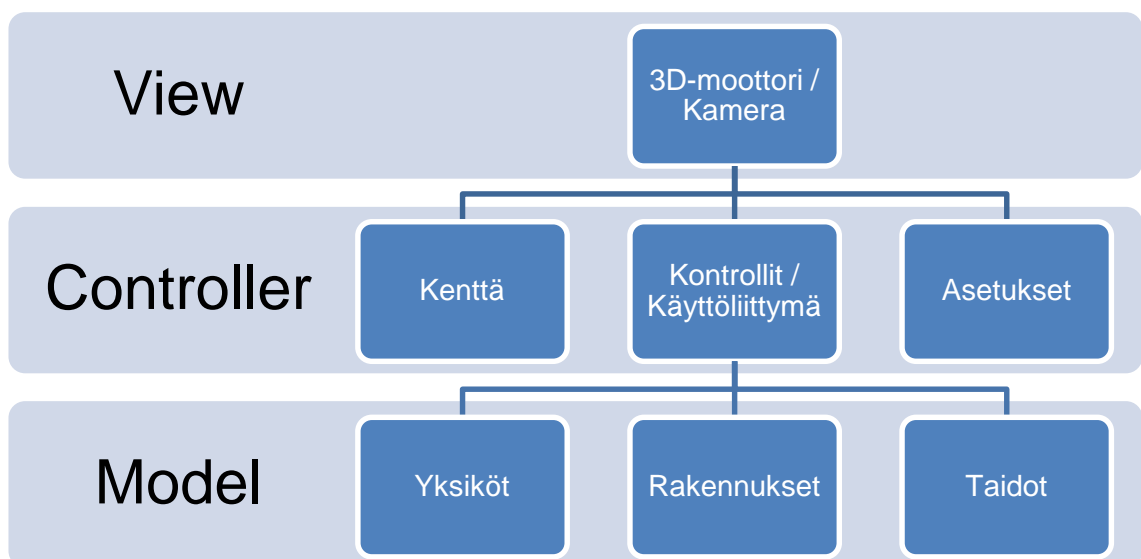 View
3D-moottori /
Kamera
Controller
Kenttä
Kontrollit /
Käyttöliittymä
Asetukset
Model
Yksiköt
Rakennukset
Taidot